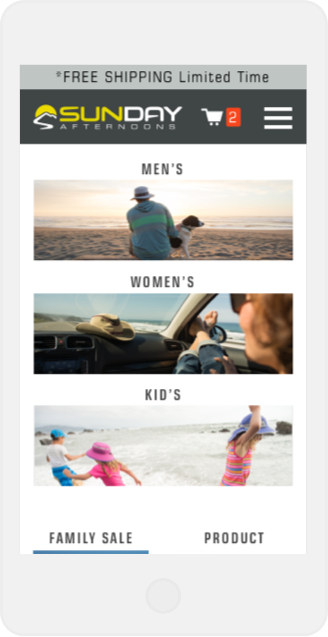 *FREE SHIPPING Limited Time
SUNDAY
AFTERNOONS
2
MEN'S
WOMEN'S
KID'S
FAMILY SALE PRODUCT